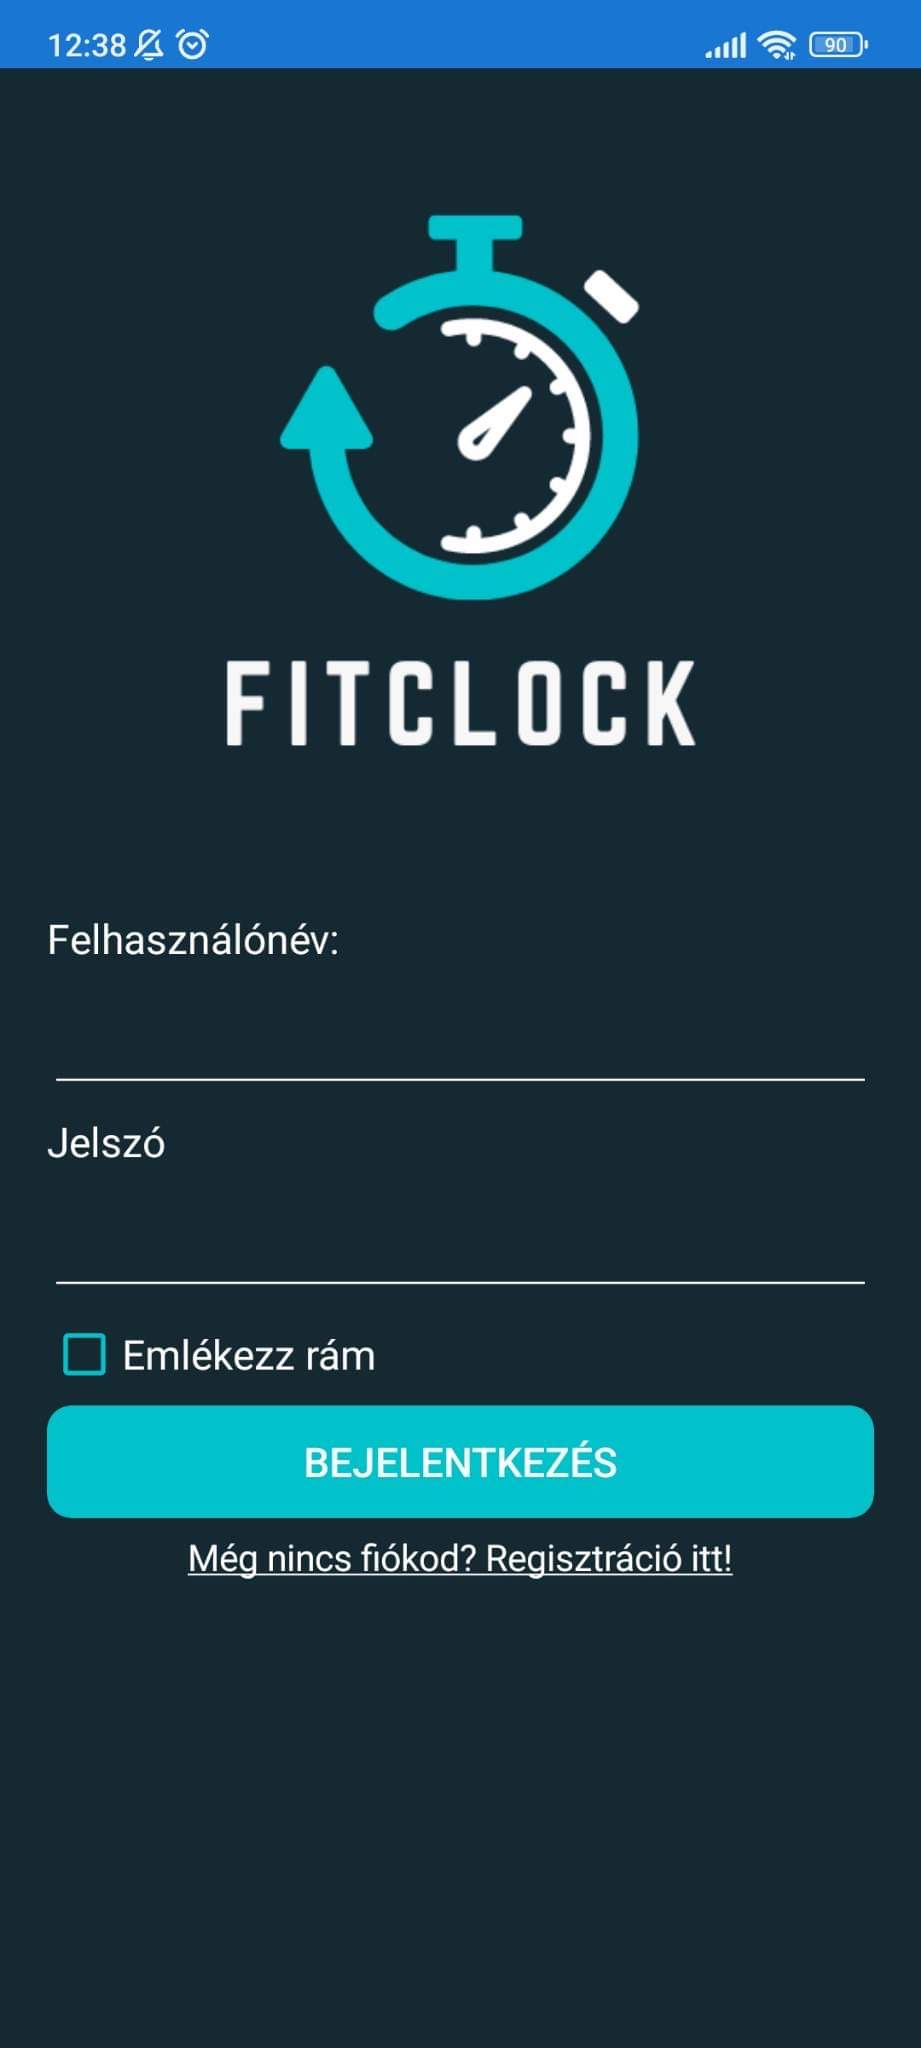 12:38
90
FITCLOCK
Felhasználónév:
Jelszó
Emlékezz rám
BEJELENTKEZÉS
Még nincs fiókod? Regisztráció itt!